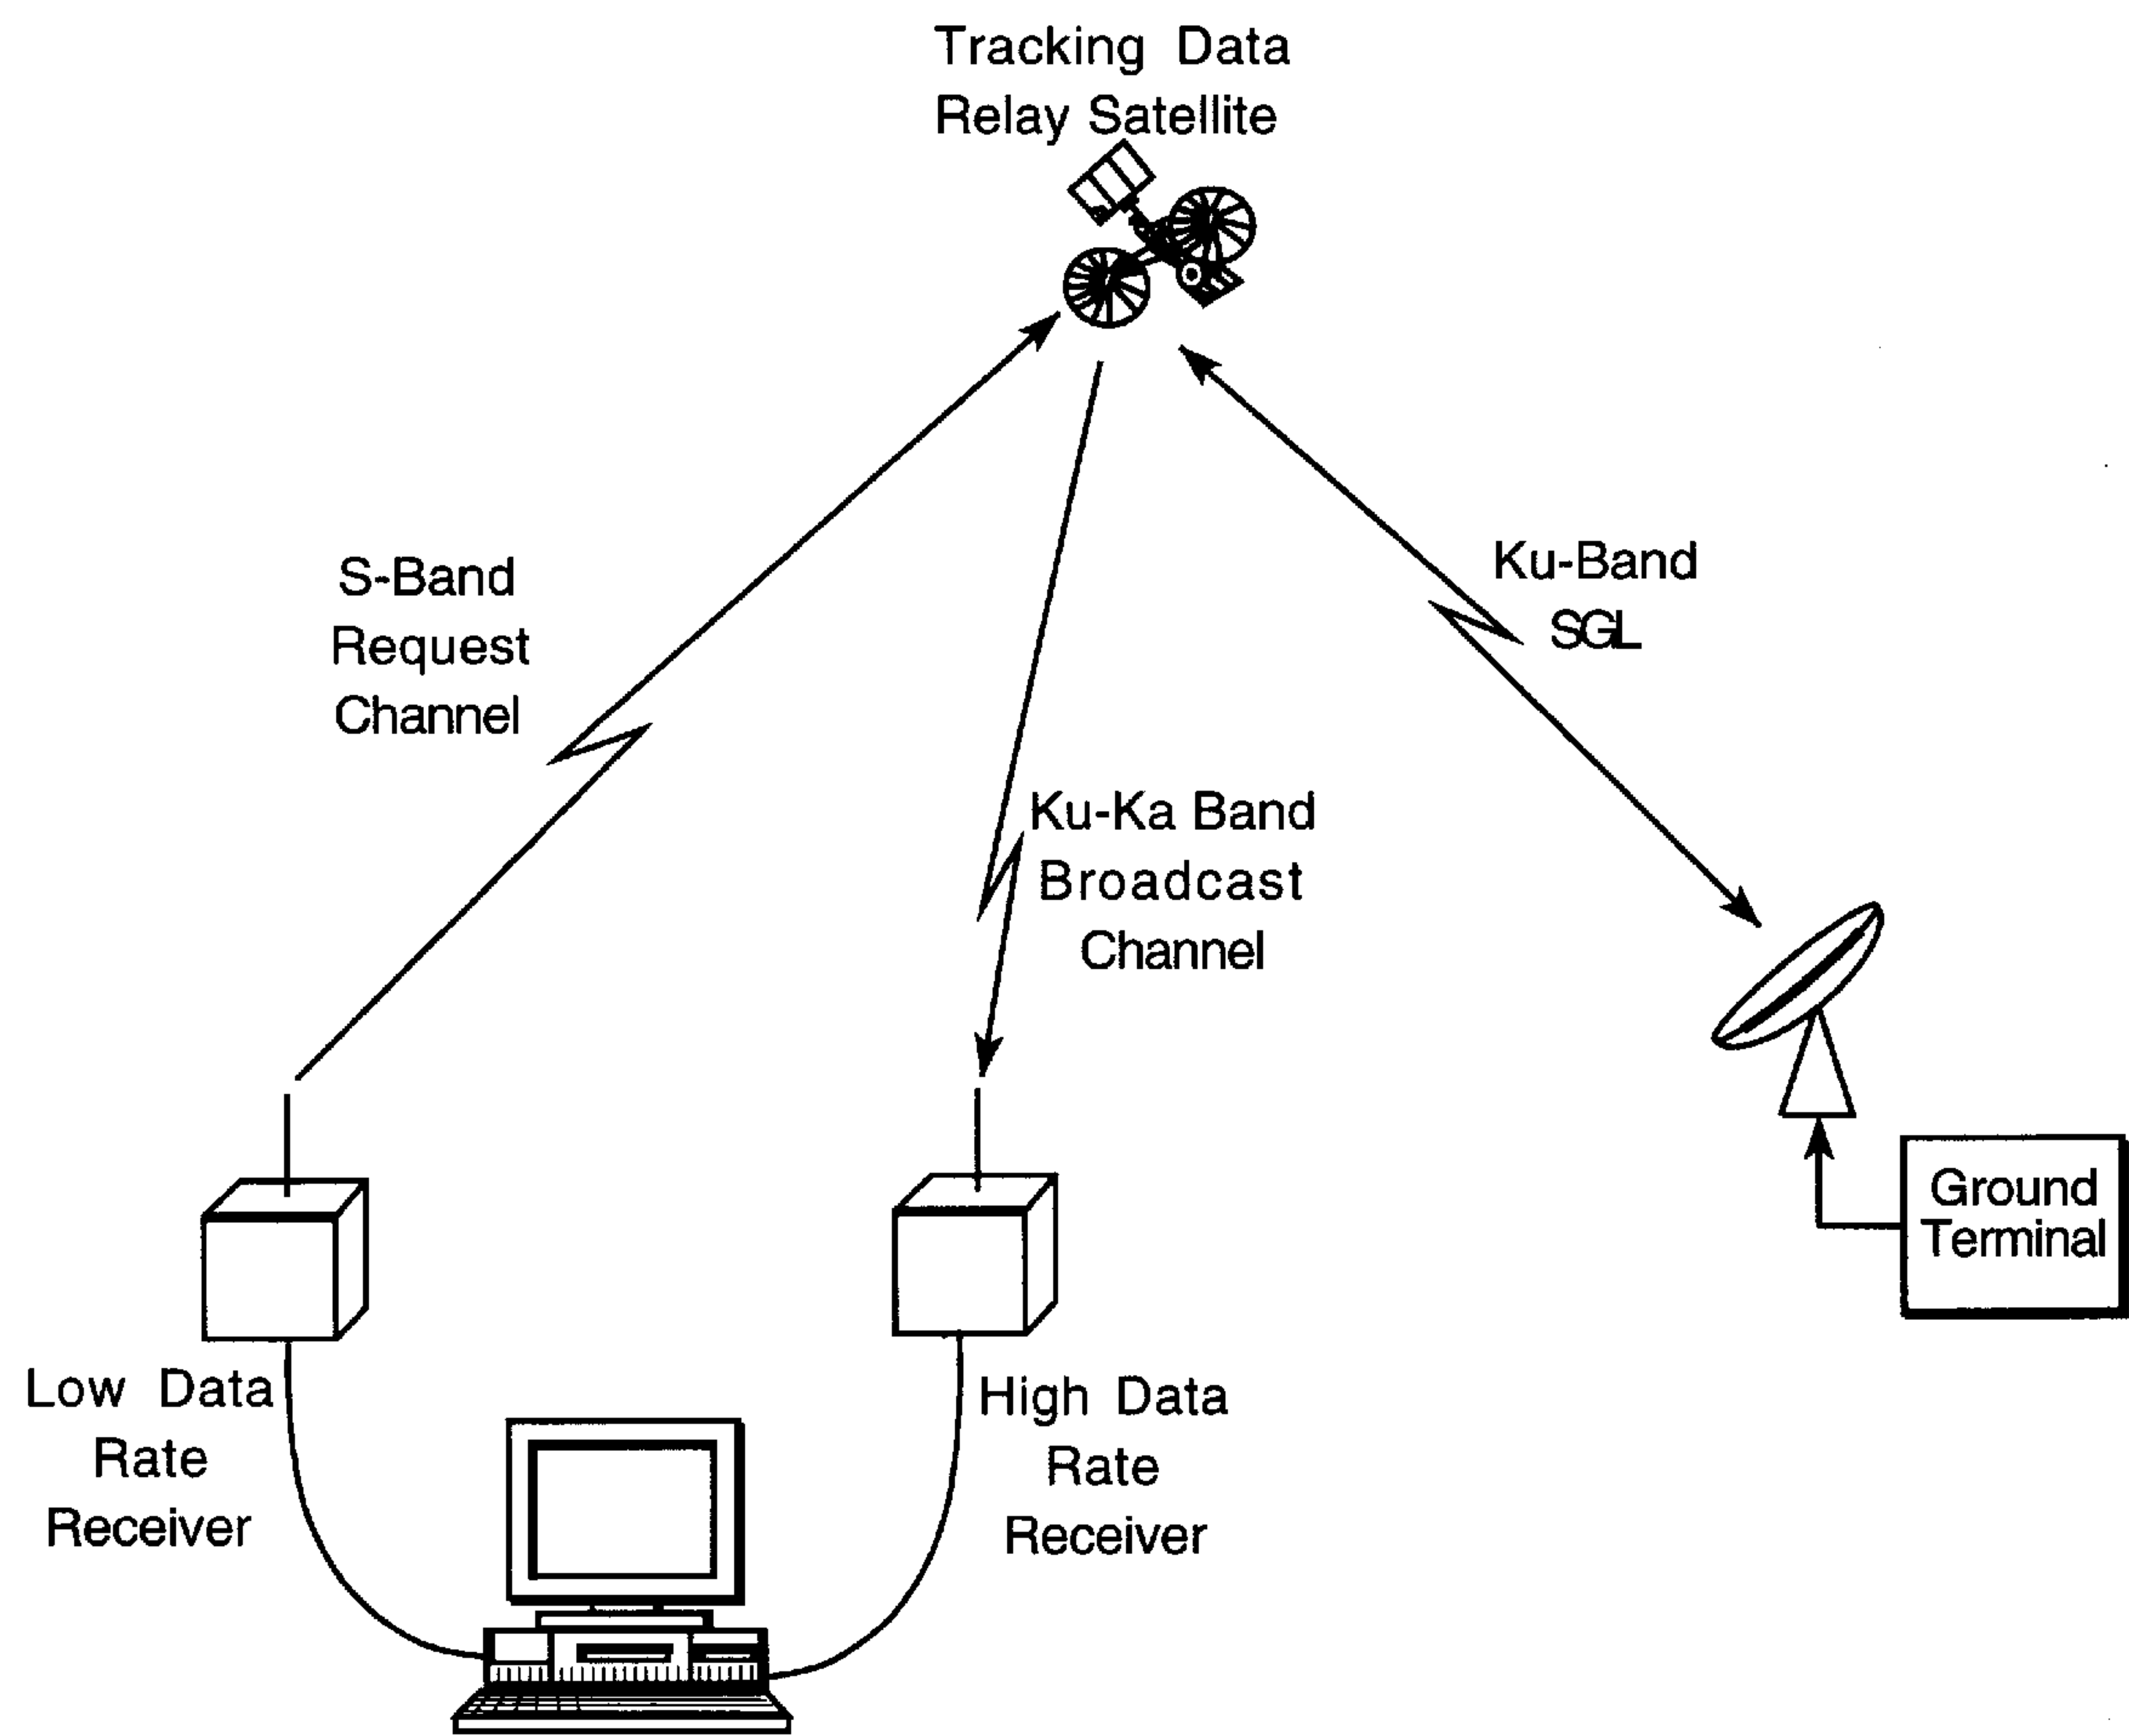 Tracking Data
Relay Satellite
S-Band
Request
Channel
Ku-Band
SGL
Ku-Ka Band
Broadcast
Channel
Ground
Terminal
Low Data
Rate
Receiver
High Data
Rate
Receiver